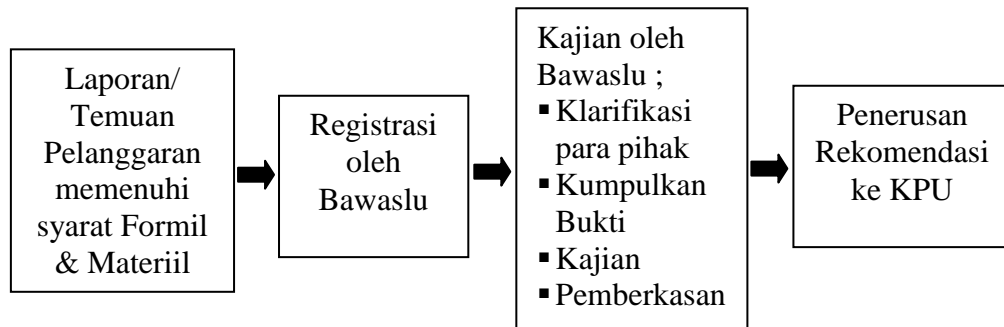 Laporan/
Temuan
Pelanggaran
memenuhi
syarat Formil
& Materiil
Registrasi
oleh
Bawaslu
Kajian oleh
Bawaslu ;
▪ Klarifikasi
para pihak
▪ Kumpulkan
Bukti
▪ Kajian
▪ Pemberkasan
Penerusan
Rekomendasi
ke KPU